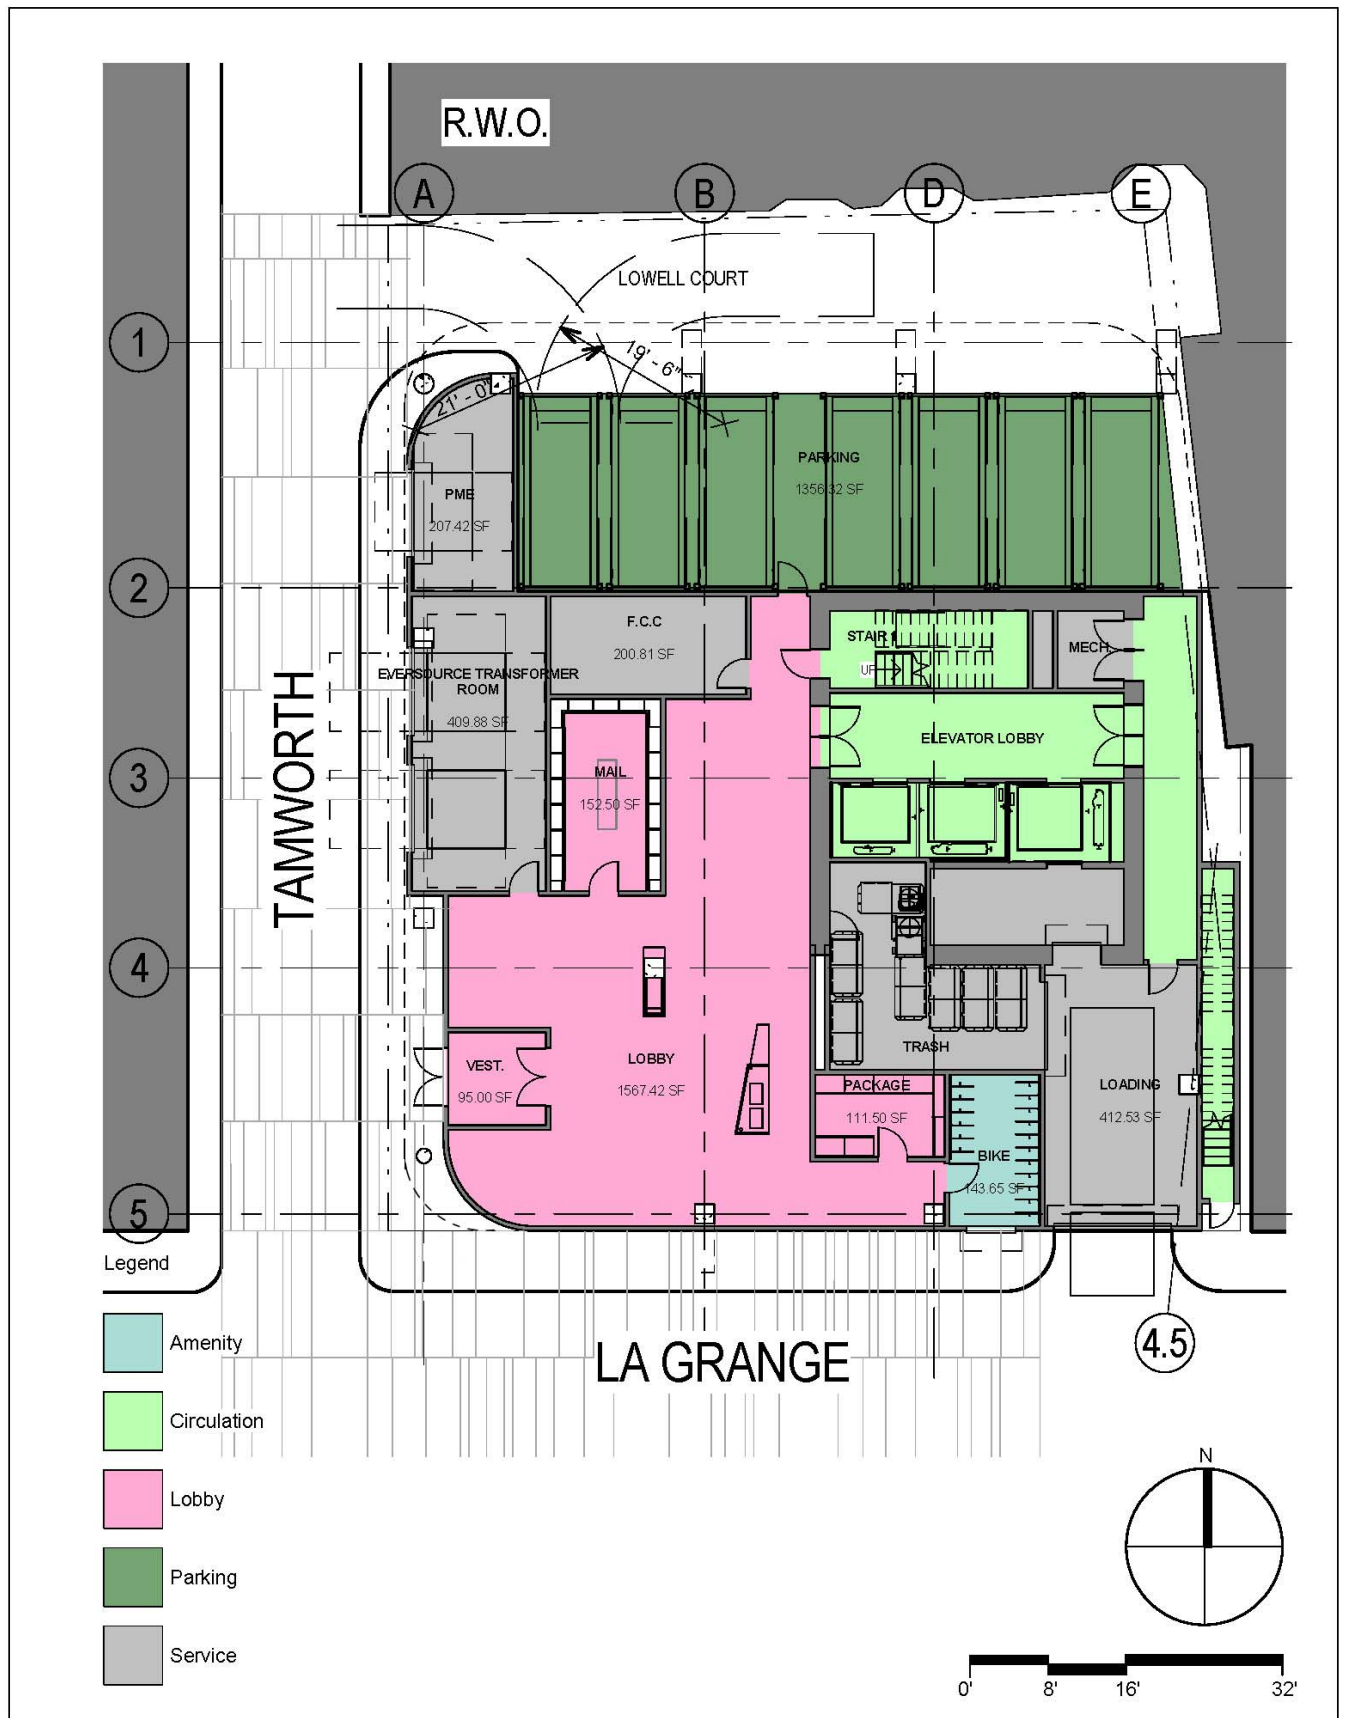 R.W.O.
A
B
D
E
LOWELL COURT
1
19' - 6"
21' - 0"
PARKING
1356.32 SF
PME
207.42 SF
2
F.C.C
200.81 SF
STAIR 1
UP
MECH.
EVERSOURCE TRANSFORMER
ROOM
409.88 SF
ELEVATOR LOBBY
TAMWORTH
3
MAIL
152.50 SF
4
TRASH
LOBBY
1567.42 SF
VEST.
95.00 SF
PACKAGE
111.50 SF
LOADING
412.53 SF
BIKE
143.65 SF
5
Legend
4.5
LA GRANGE
Amenity
Circulation
Lobby
Parking
Service
N
0' 8' 16' 32'